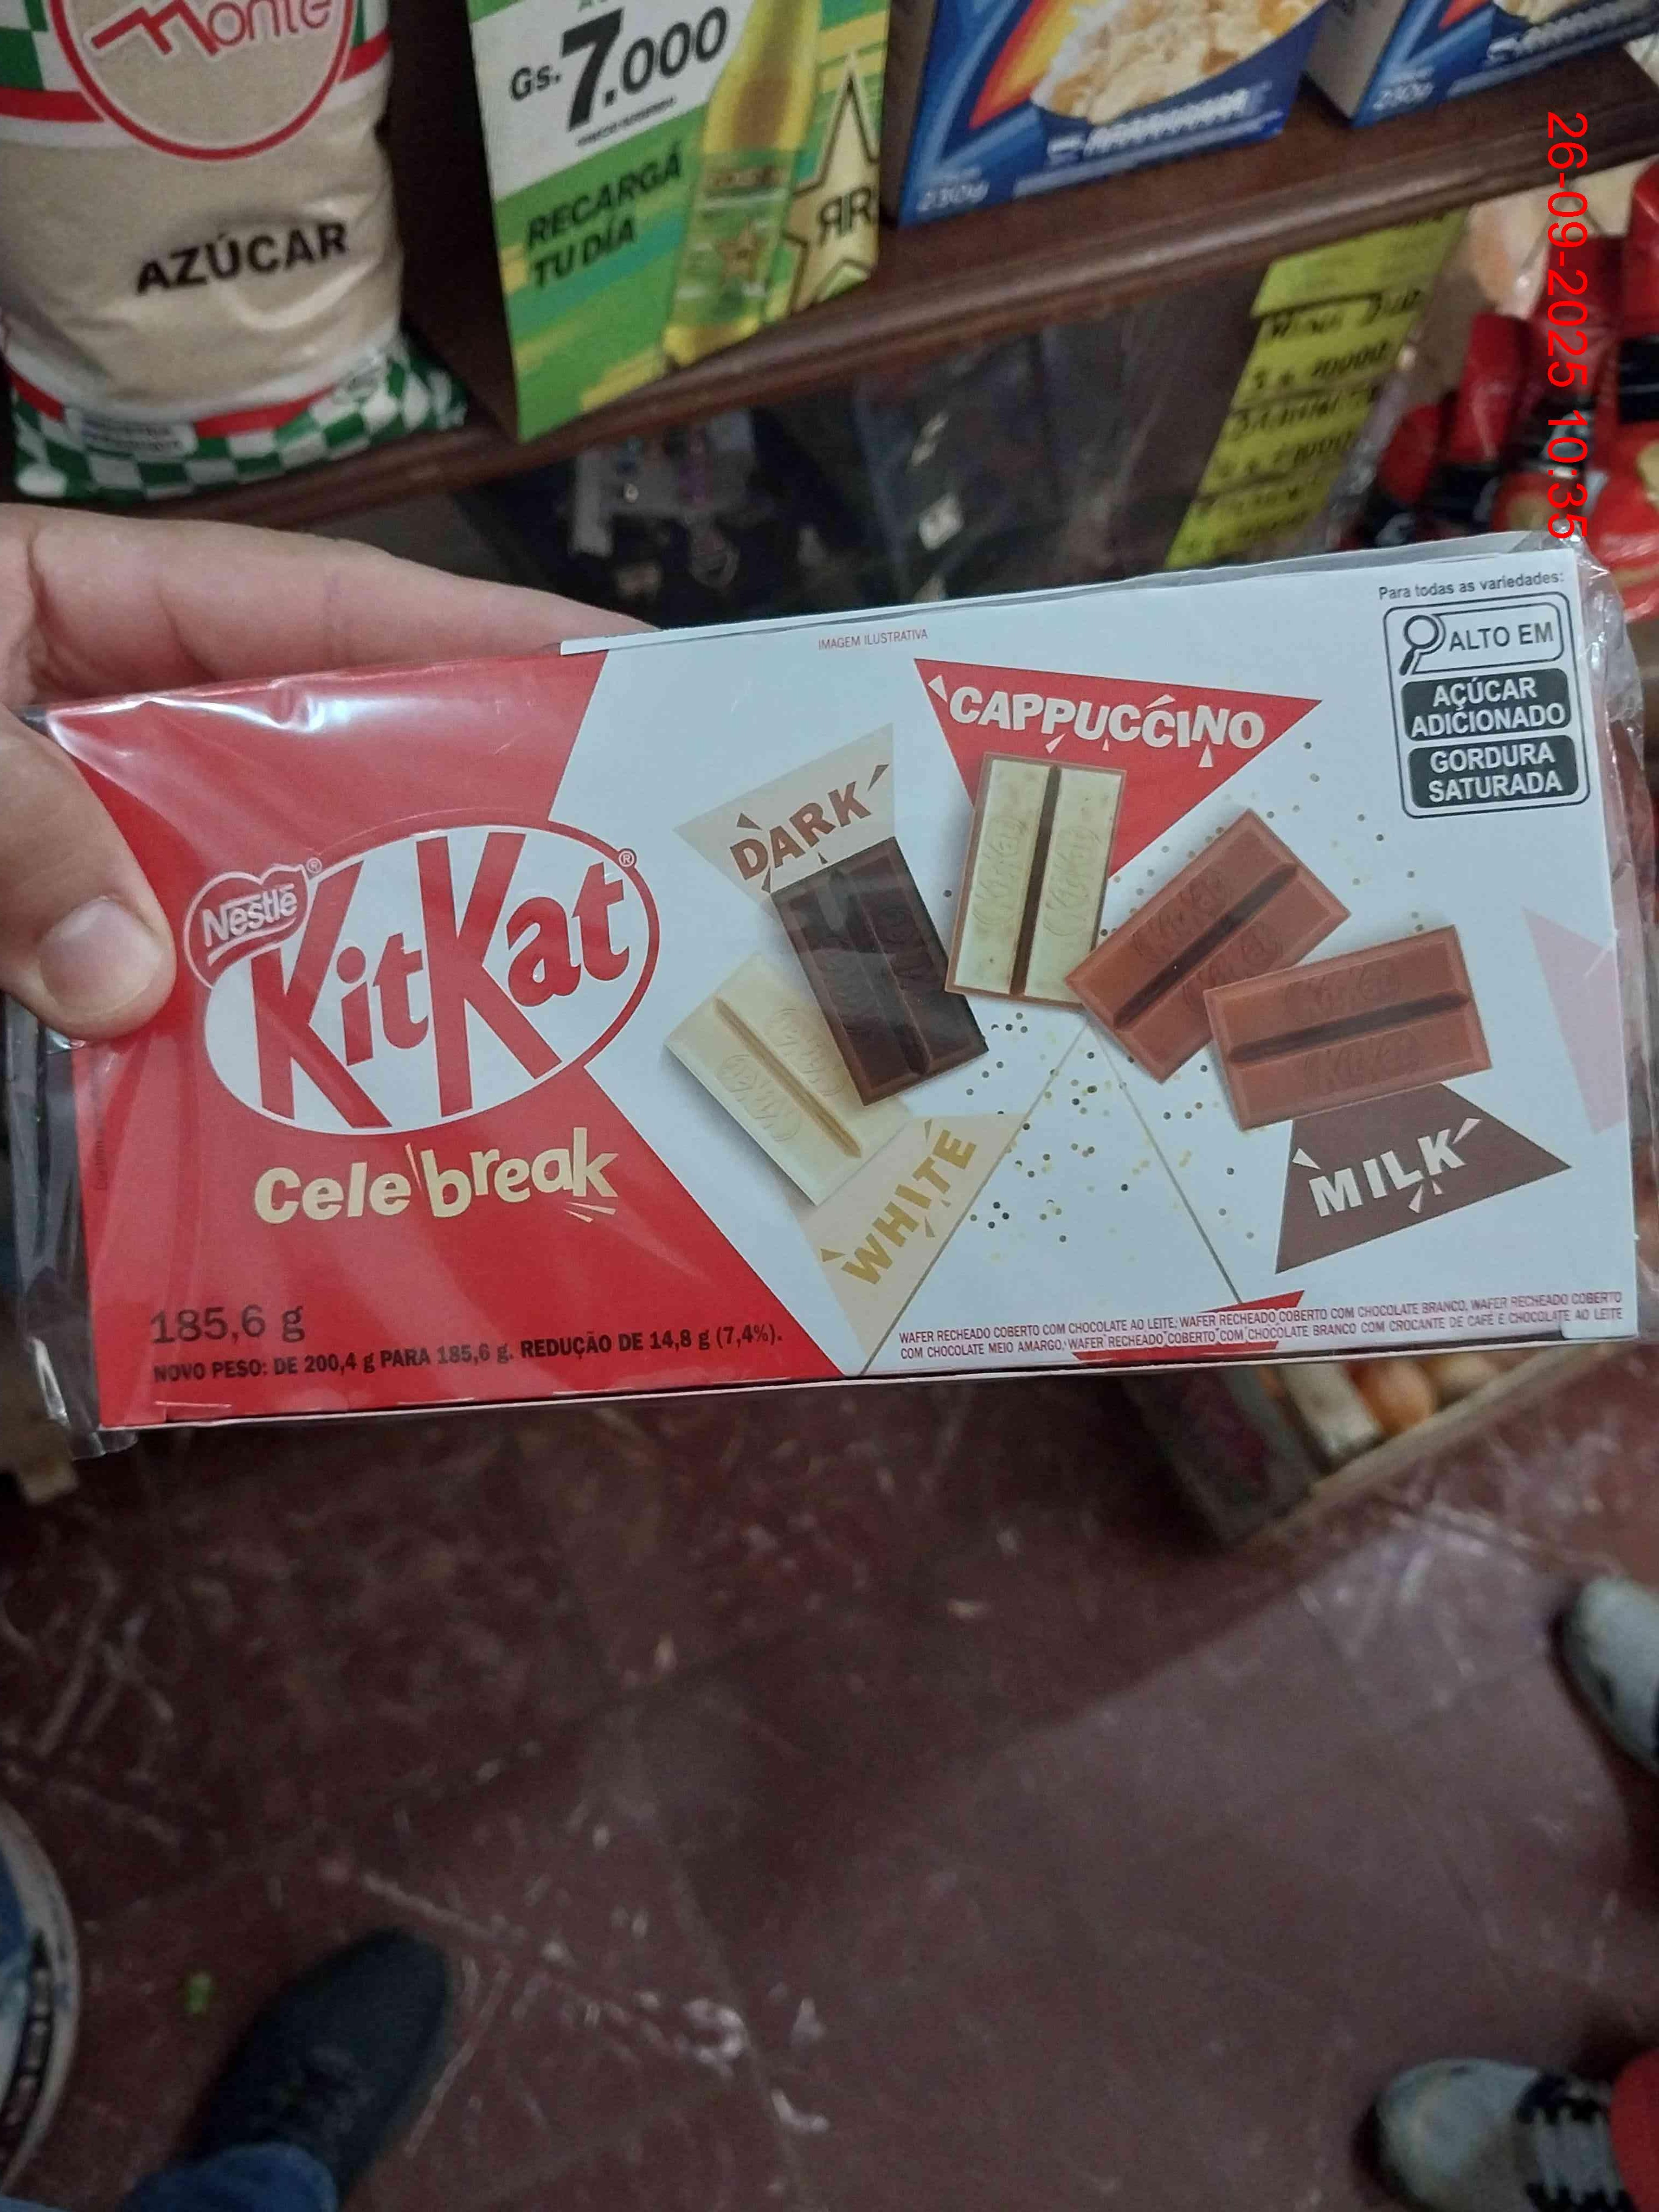 Monte
AZÚCAR
Gs. 7.000
RECARGÁ
TU DÍA
230g
230g
26-09-2025 10:35
Para todas as variedades:
ALTO EM
AÇÚCAR
ADICIONADO
GORDURA
SATURADA
IMAGEM ILUSTRATIVA
CAPPUCCINO
DARK
Nestlé®
KitKat®
Celebreak
WHITE
MILK
185,6 g
NOVO PESO: DE 200,4 g PARA 185,6 g. REDUÇÃO DE 14,8 g (7,4%).
WAFER RECHEADO COBERTO COM CHOCOLATE AO LEITE; WAFER RECHEADO COBERTO COM CHOCOLATE BRANCO, WAFER RECHEADO COBERTO
COM CHOCOLATE MEIO AMARGO, WAFER RECHEADO COBERTO COM CHOCOLATE BRANCO COM CROCANTE DE CAFÉ E CHOCOLATE AO LEITE